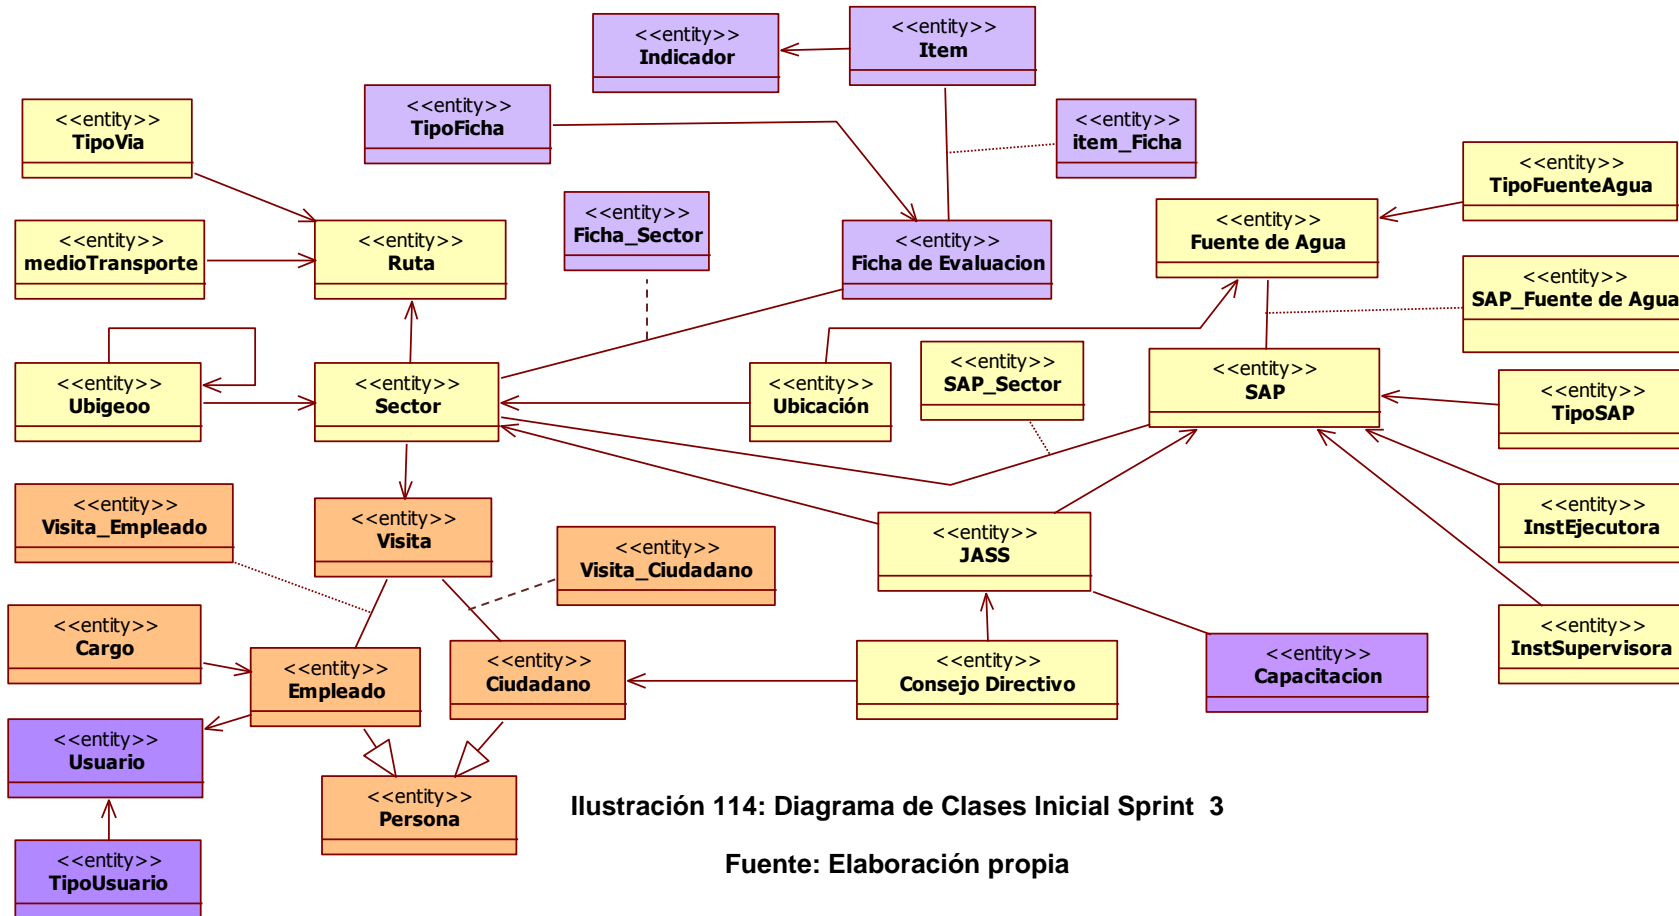 <<entity>>
Indicador
<<entity>>
Item
<<entity>>
TipoVia
<<entity>>
TipoFicha
<<entity>>
item_Ficha
<<entity>>
TipoFuenteAgua
<<entity>>
medioTransporte
<<entity>>
Ruta
<<entity>>
Ficha_Sector
<<entity>>
Ficha de Evaluacion
<<entity>>
Fuente de Agua
<<entity>>
SAP_Fuente de Agua
<<entity>>
Ubigeoo
<<entity>>
Sector
<<entity>>
Ubicación
<<entity>>
SAP_Sector
<<entity>>
SAP
<<entity>>
TipoSAP
<<entity>>
Visita_Empleado
<<entity>>
Visita
<<entity>>
Visita_Ciudadano
<<entity>>
JASS
<<entity>>
InstEjecutora
<<entity>>
Cargo
<<entity>>
Empleado
<<entity>>
Ciudadano
<<entity>>
Consejo Directivo
<<entity>>
Capacitacion
<<entity>>
InstSupervisora
<<entity>>
Usuario
<<entity>>
Persona
<<entity>>
TipoUsuario
Ilustración 114: Diagrama de Clases Inicial Sprint  3
Fuente: Elaboración propia